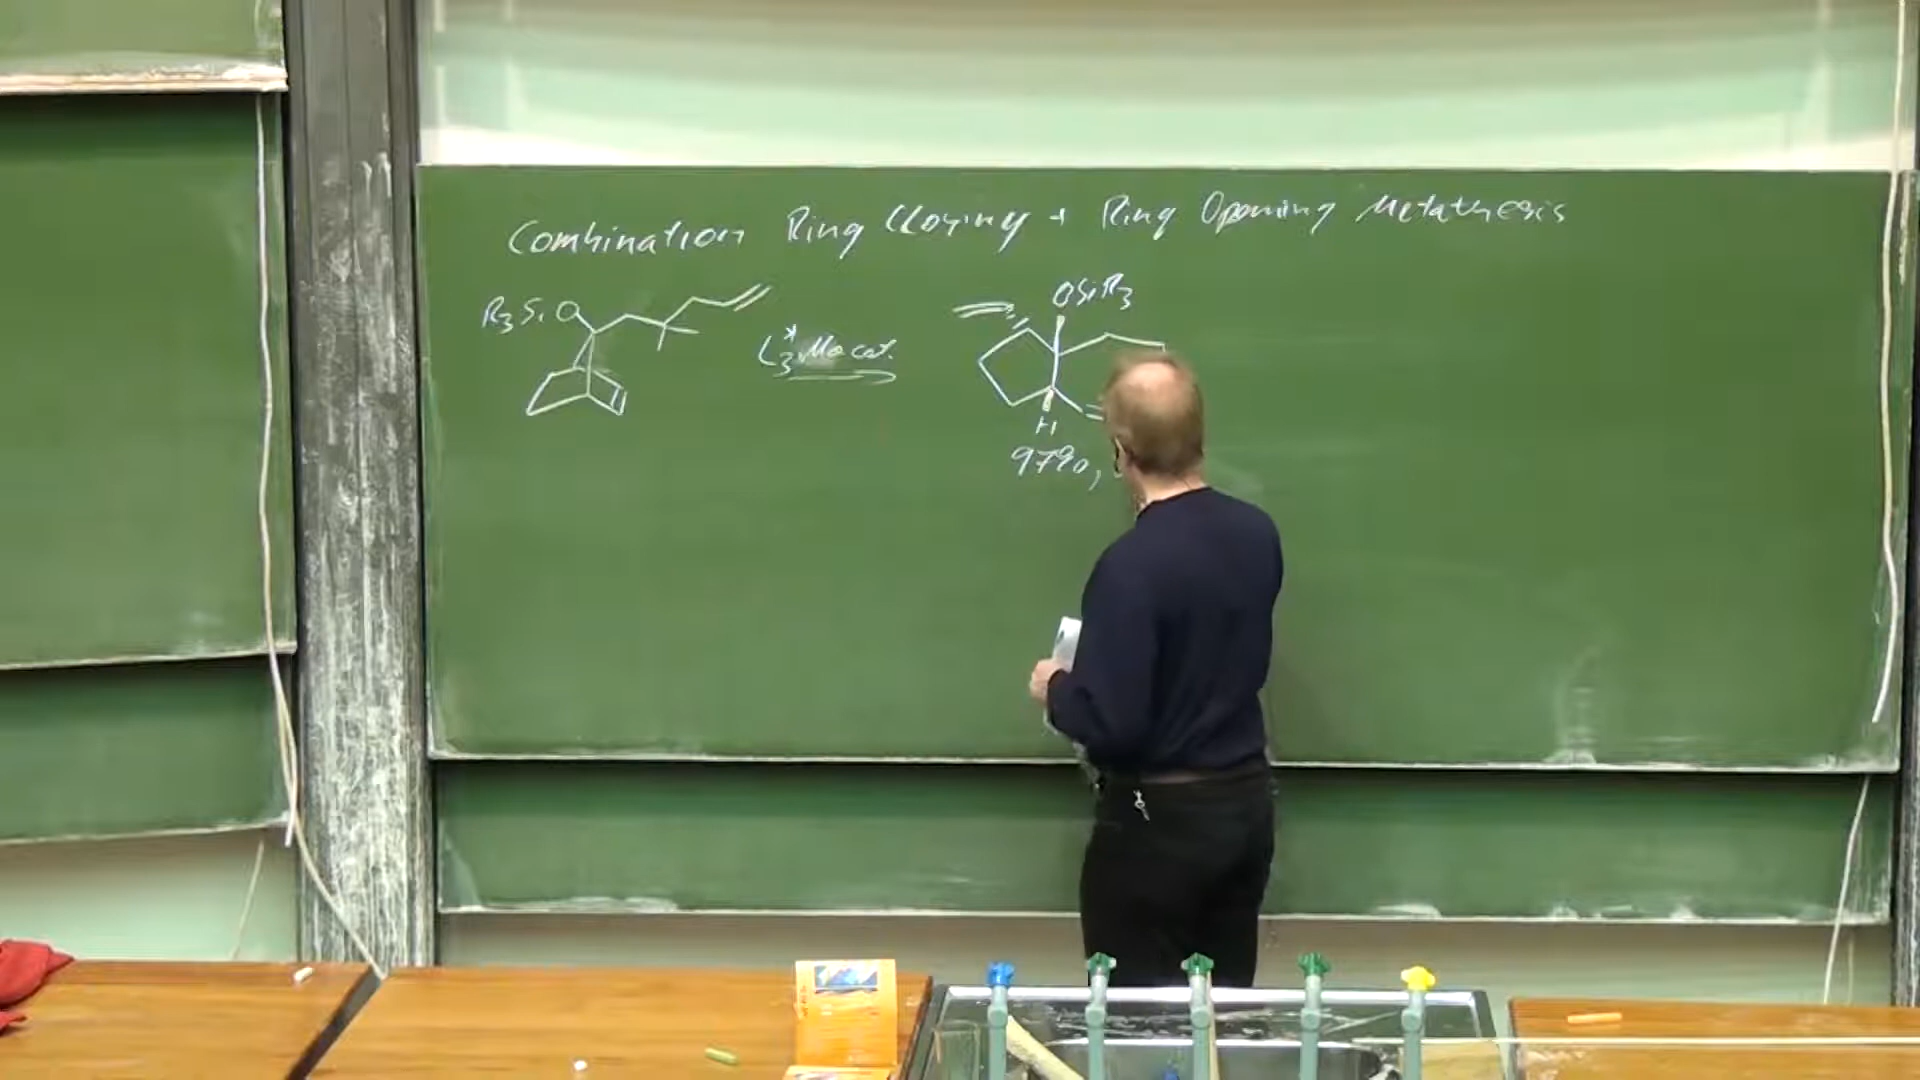 Combination Ring Closing + Ring Opening Metathesis
R3SiO
L3* Mo cat.
OSiR3
H
97%,